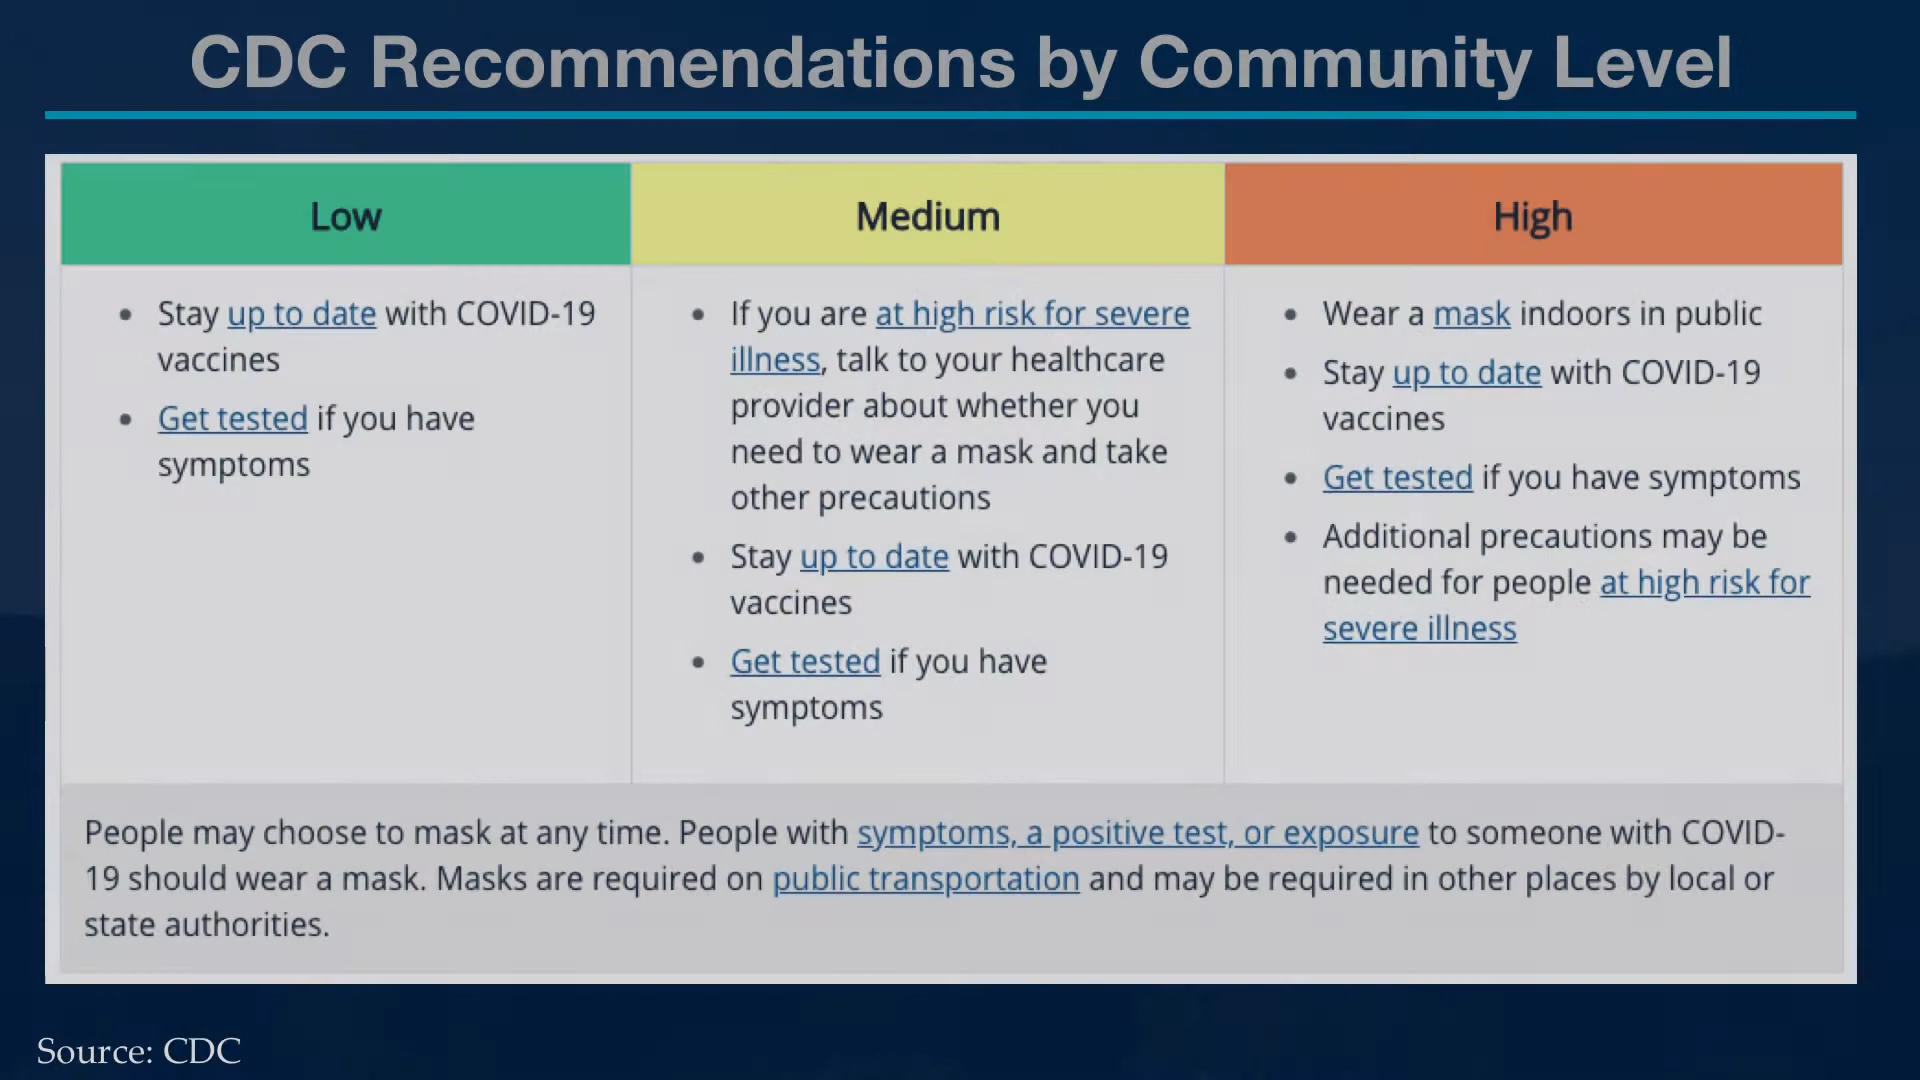 CDC Recommendations by Community Level
Low
Medium
High
• Stay up to date with COVID-19
vaccines
• Get tested if you have
symptoms
• If you are at high risk for severe
illness, talk to your healthcare
provider about whether you
need to wear a mask and take
other precautions
• Stay up to date with COVID-19
vaccines
• Get tested if you have
symptoms
• Wear a mask indoors in public
• Stay up to date with COVID-19
vaccines
• Get tested if you have symptoms
• Additional precautions may be
needed for people at high risk for
severe illness
People may choose to mask at any time. People with symptoms, a positive test, or exposure to someone with COVID-
19 should wear a mask. Masks are required on public transportation and may be required in other places by local or
state authorities.
Source: CDC